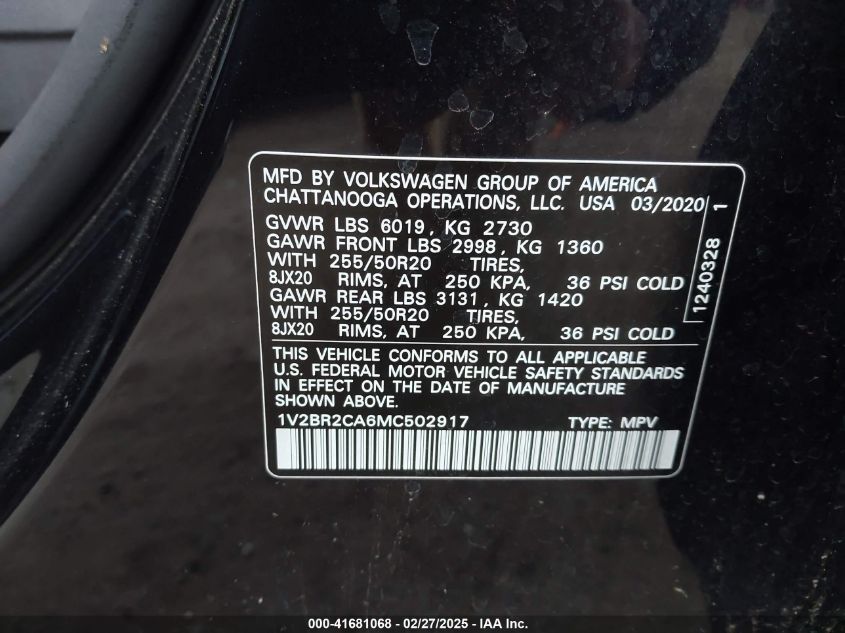 MFD BY VOLKSWAGEN GROUP OF AMERICA
CHATTANOOGA OPERATIONS, LLC. USA 03/2020
GVWR LBS 6019, KG 2730
GAWR FRONT LBS 2998, KG 1360
WITH 255/50R20 TIRES,
8JX20 RIMS, AT 250 KPA, 36 PSI COLD
GAWR REAR LBS 3131, KG 1420
WITH 255/50R20 TIRES,
8JX20 RIMS, AT 250 KPA, 36 PSI COLD
1240328 1
THIS VEHICLE CONFORMS TO ALL APPLICABLE
U.S. FEDERAL MOTOR VEHICLE SAFETY STANDARDS
IN EFFECT ON THE DATE OF MANUFACTURE
SHOWN ABOVE.
1V2BR2CA6MC502917 TYPE: MPV
000-41681068 - 02/27/2025 - IAA Inc.